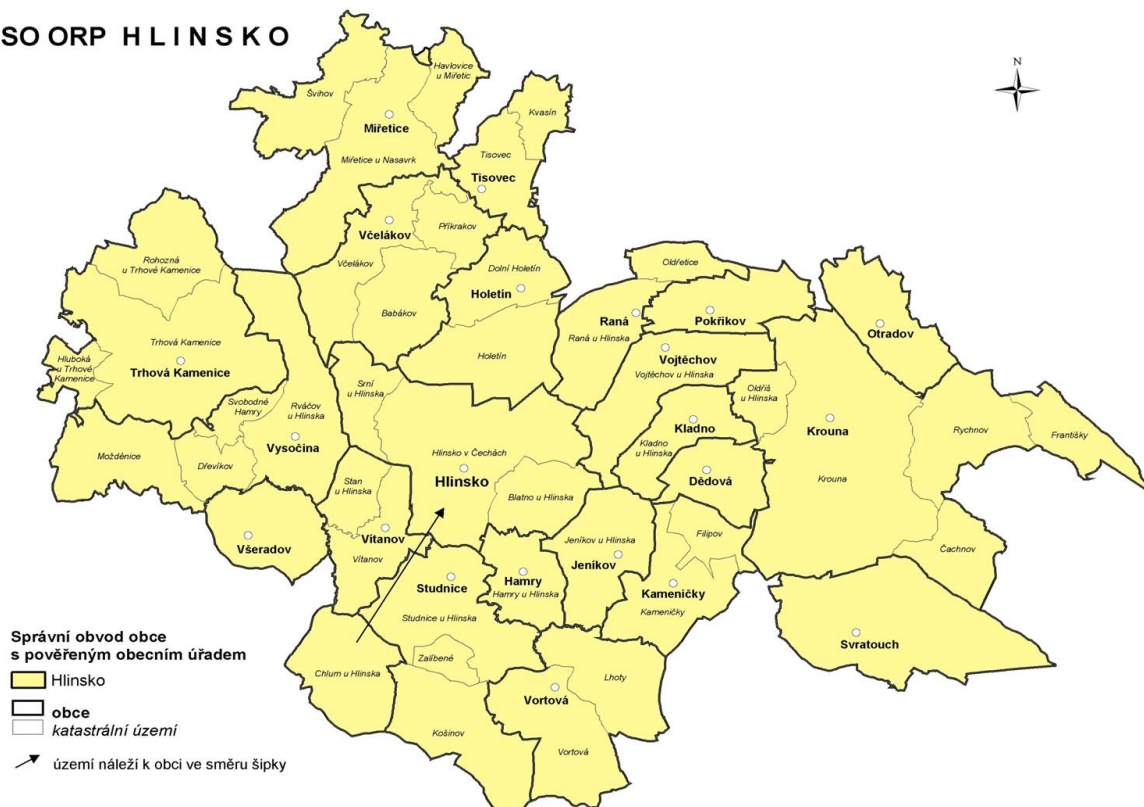 SO ORP HLINSKO
N
Havlovice
u Miřetic
Švihov
Kvasín
Miřetice
Miřetice u Nasavrk
Tisovec
Tisovec
Příkrakov
Včelákov
Včelákov
Rohozná
u Trhové Kamenice
Dolní Holetín
Holetín
Oldřetice
Babákov
Raná
Raná u Hlinska
Pokřikov
Otradov
Trhová Kamenice
Trhová Kamenice
Hluboká
u Trhové
Kamenice
Holetín
Vojtěchov
Vojtěchov u Hlinska
Srní
u Hlinska
Oldřiš
u Hlinska
Svobodné
Hamry
Rváčov
u Hlinska
Vysočina
Kladno
Kladno
u Hlinska
Krouna
Krouna
Rychnov
Františky
Možděnice
Dřevíkov
Hlinsko v Čechách
Hlinsko
Stan
u Hlinska
Blatno u Hlinska
Dědová
Všeradov
Vítanov
Vítanov
Jeníkov u Hlinska
Jeníkov
Filipov
Čachnov
Studnice
Studnice u Hlinska
Hamry
Hamry u Hlinska
Kameničky
Kameničky
Svratouch
Zalíbené
Chlum u Hlinska
Lhoty
Vortová
Košinov
Vortová
Správní obvod obce
s pověřeným obecním úřadem
Hlinsko
obce
katastrální území
území náleží k obci ve směru šipky